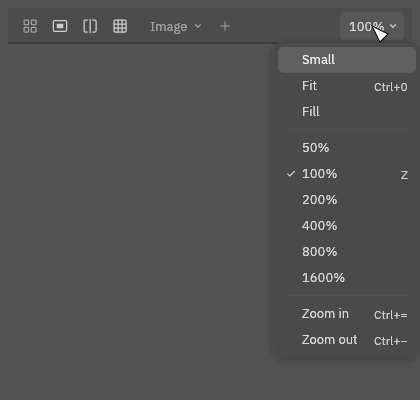 Image
100%
Small
Fit Ctrl+0
Fill
50%
100% Z
200%
400%
800%
1600%
Zoom in Ctrl+=
Zoom out Ctrl+−